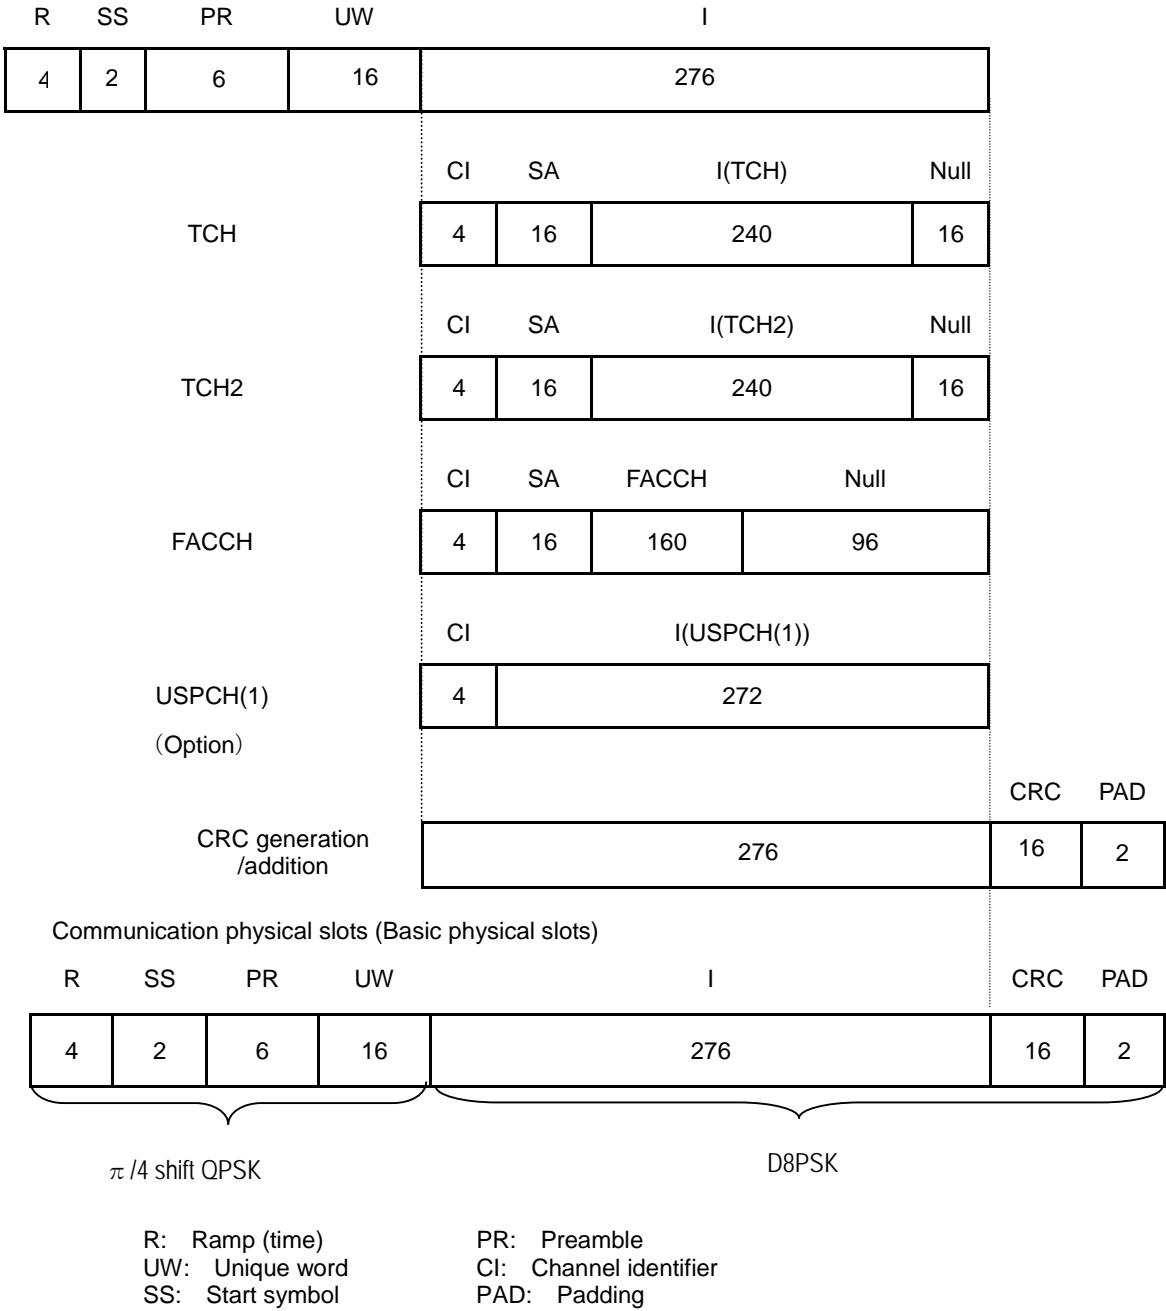 R SS PR UW I
4 2 6 16 276
CI SA I(TCH) Null
TCH 4 16 240 16
CI SA I(TCH2) Null
TCH2 4 16 240 16
CI SA FACCH Null
FACCH 4 16 160 96
CI I(USPCH(1))
USPCH(1) 4 272
（Option）
CRC PAD
CRC generation
/addition
276 16 2
Communication physical slots (Basic physical slots)
R SS PR UW I CRC PAD
4 2 6 16 276 16 2
π /4 shift QPSK D8PSK
R: Ramp (time) PR: Preamble
UW: Unique word CI: Channel identifier
SS: Start symbol PAD: Padding